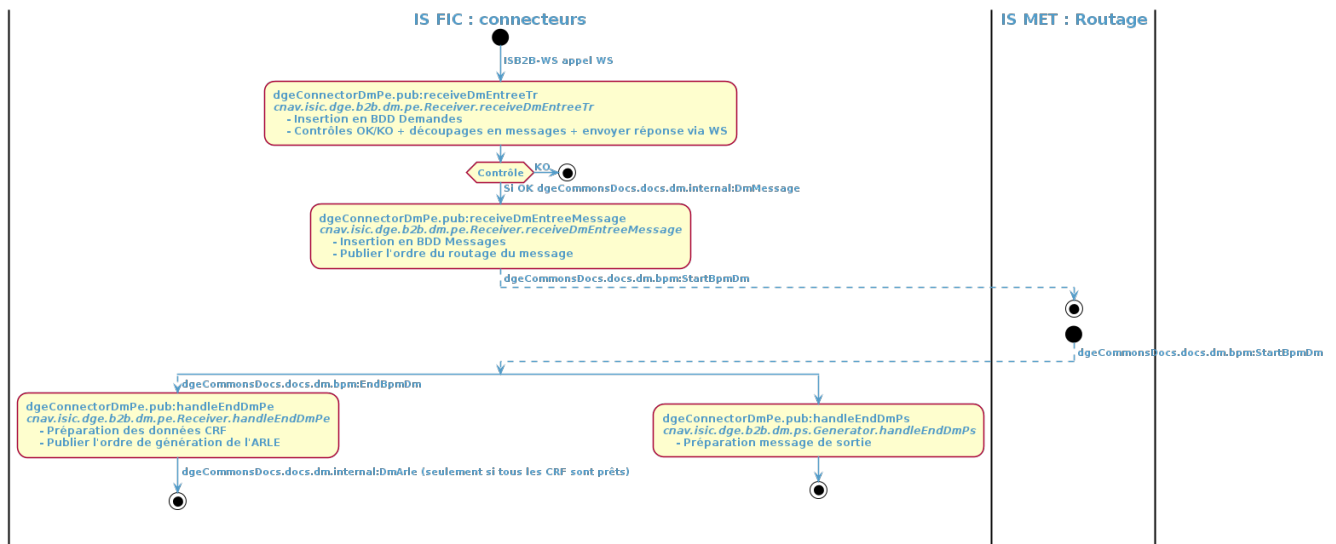 IS FIC : connecteurs
IS MET : Routage
ISB2B-WS appel WS
dgeConnectorDmPe.pub:receiveDmEntreeTr
cnav.isic.dge.b2b.dm.pe.Receiver.receiveDmEntreeTr
- Insertion en BDD Demandes
- Contrôles OK/KO + découpages en messages + envoyer réponse via WS
Contrôle
KO
Si OK dgeCommonsDocs.docs.dm.internal:DmMessage
dgeConnectorDmPe.pub:receiveDmEntreeMessage
cnav.isic.dge.b2b.dm.pe.Receiver.receiveDmEntreeMessage
- Insertion en BDD Messages
- Publier l'ordre du routage du message
dgeCommonsDocs.docs.dm.bpm:StartBpmDm
dgeCommonsDocs.docs.dm.bpm:StartBpmDm
dgeCommonsDocs.docs.dm.bpm:EndBpmDm
dgeConnectorDmPe.pub:handleEndDmPe
cnav.isic.dge.b2b.dm.pe.Receiver.handleEndDmPe
- Préparation des données CRF
- Publier l'ordre de génération de l'ARLE
dgeConnectorDmPe.pub:handleEndDmPs
cnav.isic.dge.b2b.dm.ps.Generator.handleEndDmPs
- Préparation message de sortie
dgeCommonsDocs.docs.dm.internal:DmArle (seulement si tous les CRF sont prêts)